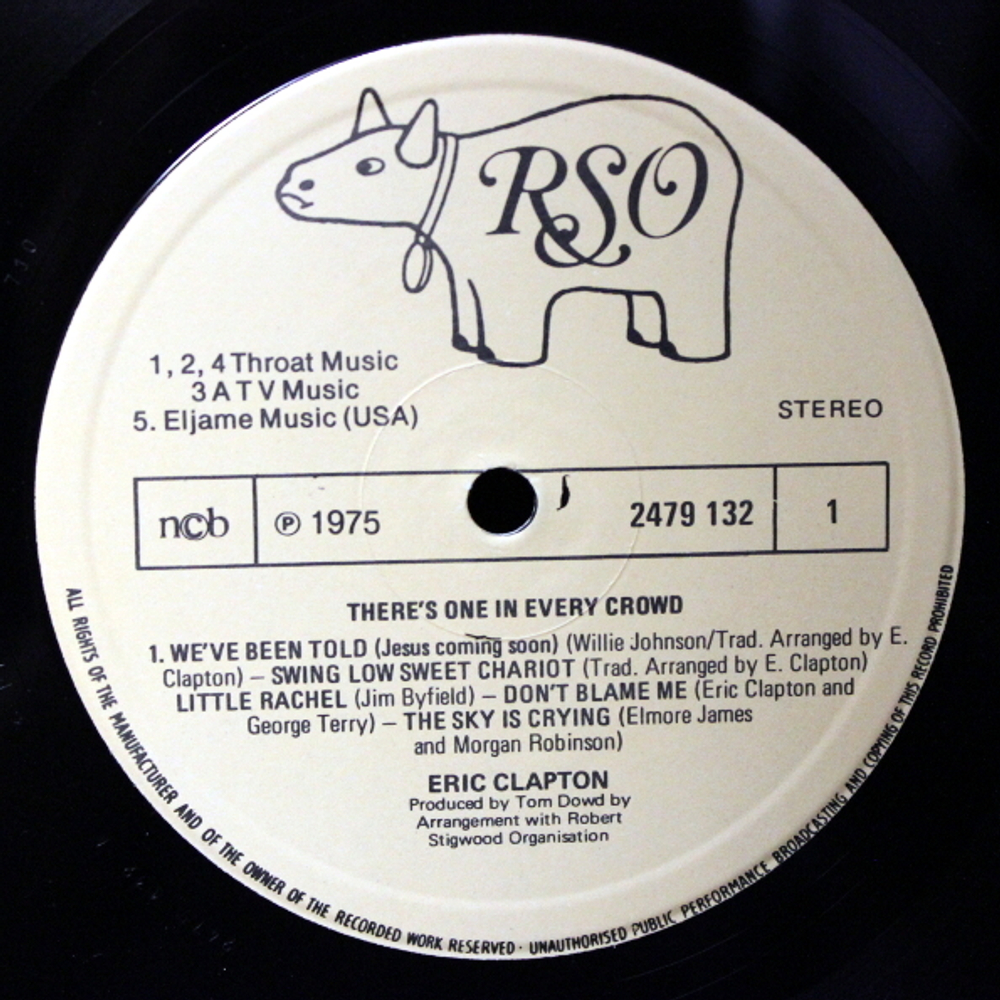 RSO
1, 2, 4 Throat Music
3 A T V Music
5. Eljame Music (USA)
STEREO
ncb
℗ 1975
2479 132
1
THERE'S ONE IN EVERY CROWD
1. WE'VE BEEN TOLD (Jesus coming soon) (Willie Johnson/Trad. Arranged by E.
Clapton) – SWING LOW SWEET CHARIOT (Trad. Arranged by E. Clapton)
LITTLE RACHEL (Jim Byfield) – DON'T BLAME ME (Eric Clapton and
George Terry) – THE SKY IS CRYING (Elmore James
and Morgan Robinson)
ERIC CLAPTON
Produced by Tom Dowd by
Arrangement with Robert
Stigwood Organisation
ALL RIGHTS OF THE MANUFACTURER AND OF THE OWNER OF THE RECORDED WORK RESERVED · UNAUTHORISED PUBLIC PERFORMANCE BROADCASTING AND COPYING OF THIS RECORD PROHIBITED